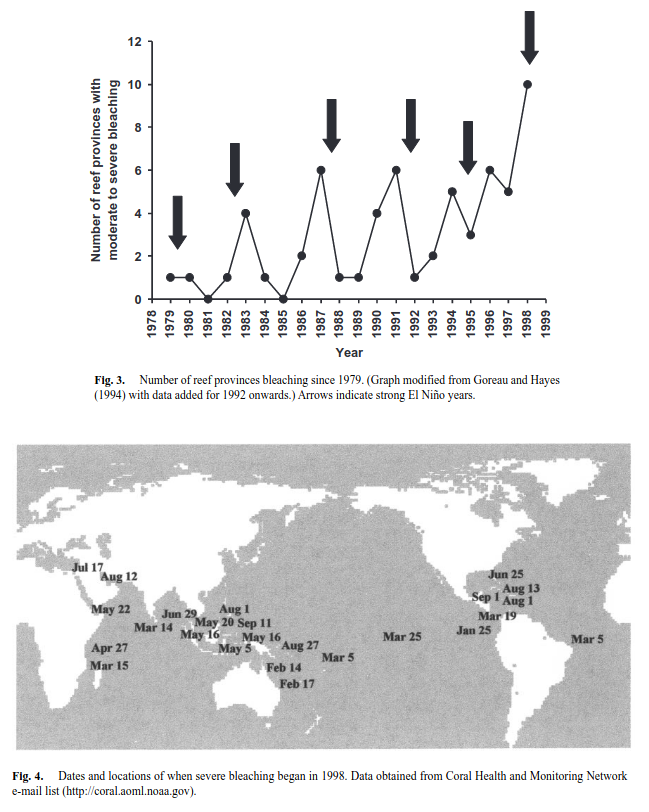 Number of reef provinces with
moderate to severe bleaching
12
10
8
6
4
2
0
1978 1979 1980 1981 1982 1983 1984 1985 1986 1987 1988 1989 1990 1991 1992 1993 1994 1995 1996 1997 1998 1999
Year
Fig. 3. Number of reef provinces bleaching since 1979. (Graph modified from Goreau and Hayes
(1994) with data added for 1992 onwards.) Arrows indicate strong El Niño years.
Jul 17
Aug 12
Jun 25
Aug 13
Sep 1
Aug 1
May 22
Jun 29
Aug 1
Mar 19
Mar 14
May 20
Sep 11
Jan 25
May 16
May 16
Mar 25
Mar 5
Apr 27
May 5
Aug 27
Mar 15
Mar 5
Feb 14
Feb 17
Fig. 4. Dates and locations of when severe bleaching began in 1998. Data obtained from Coral Health and Monitoring Network
e-mail list (http://coral.aoml.noaa.gov).